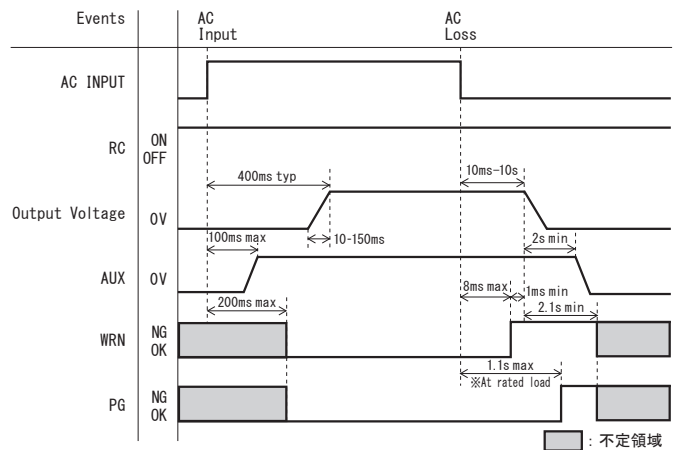 Events
AC
Input
AC
Loss
AC INPUT
RC
ON
OFF
400ms typ
10ms-10s
Output Voltage
0V
10-150ms
100ms max
2s min
AUX
0V
8ms max
1ms min
200ms max
2.1s min
WRN
NG
OK
1.1s max
※At rated load
PG
NG
OK
: 不定領域